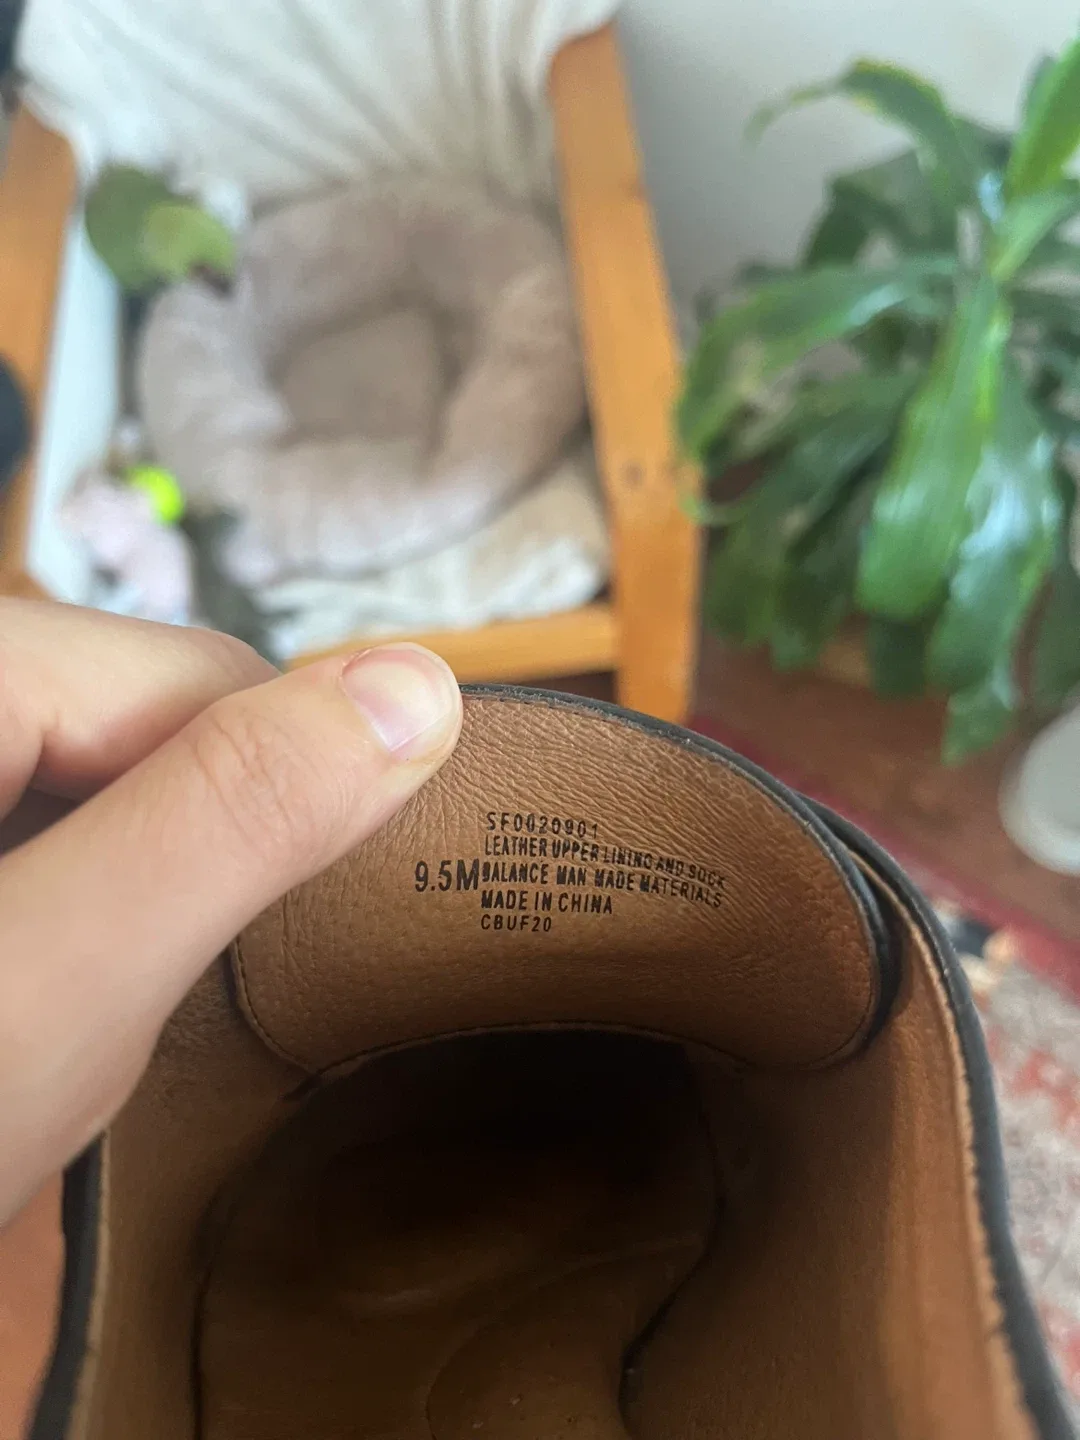 SF0020901
LEATHER UPPER LINING AND SOCK
9.5M BALANCE MAN MADE MATERIALS
MADE IN CHINA
CBUF20